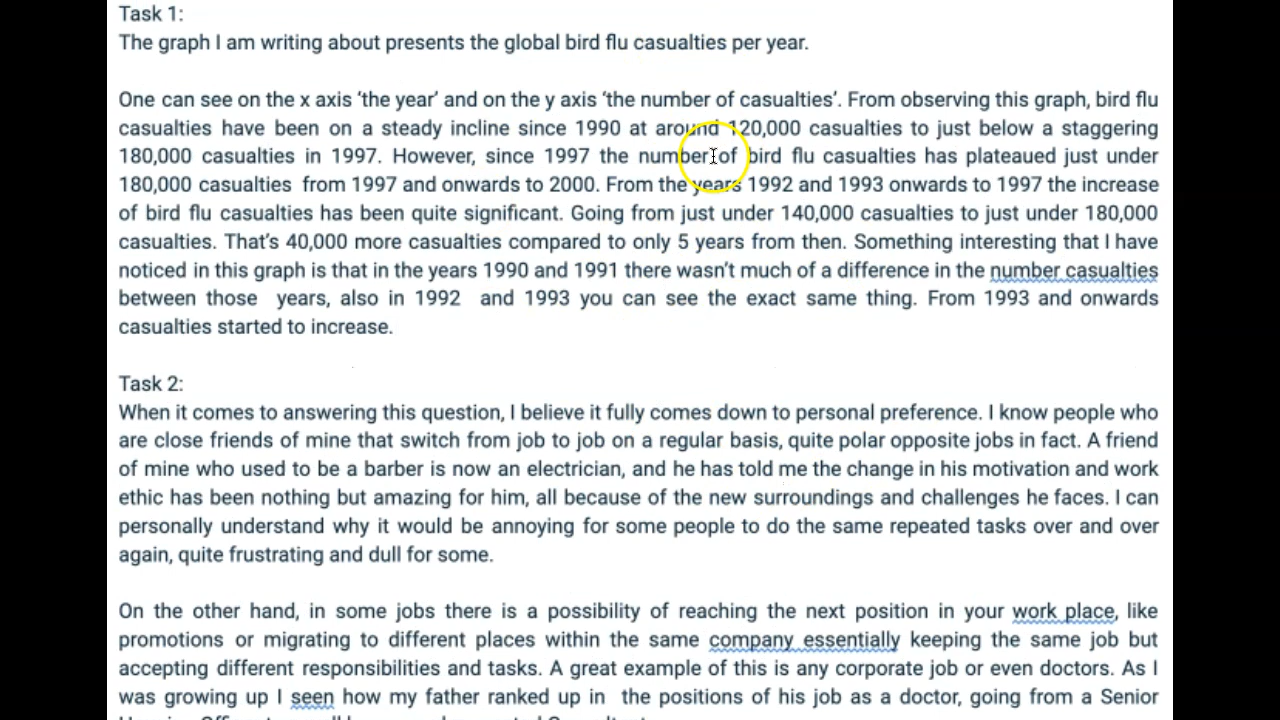 Task 1:
The graph I am writing about presents the global bird flu casualties per year.
One can see on the x axis ‘the year’ and on the y axis ‘the number of casualties’. From observing this graph, bird flu
casualties have been on a steady incline since 1990 at around 120,000 casualties to just below a staggering
180,000 casualties in 1997. However, since 1997 the number of bird flu casualties has plateaued just under
180,000 casualties from 1997 and onwards to 2000. From the years 1992 and 1993 onwards to 1997 the increase
of bird flu casualties has been quite significant. Going from just under 140,000 casualties to just under 180,000
casualties. That’s 40,000 more casualties compared to only 5 years from then. Something interesting that I have
noticed in this graph is that in the years 1990 and 1991 there wasn’t much of a difference in the number casualties
between those years, also in 1992 and 1993 you can see the exact same thing. From 1993 and onwards
casualties started to increase.
Task 2:
When it comes to answering this question, I believe it fully comes down to personal preference. I know people who
are close friends of mine that switch from job to job on a regular basis, quite polar opposite jobs in fact. A friend
of mine who used to be a barber is now an electrician, and he has told me the change in his motivation and work
ethic has been nothing but amazing for him, all because of the new surroundings and challenges he faces. I can
personally understand why it would be annoying for some people to do the same repeated tasks over and over
again, quite frustrating and dull for some.
On the other hand, in some jobs there is a possibility of reaching the next position in your work place, like
promotions or migrating to different places within the same company essentially keeping the same job but
accepting different responsibilities and tasks. A great example of this is any corporate job or even doctors. As I
was growing up I seen how my father ranked up in the positions of his job as a doctor, going from a Senior